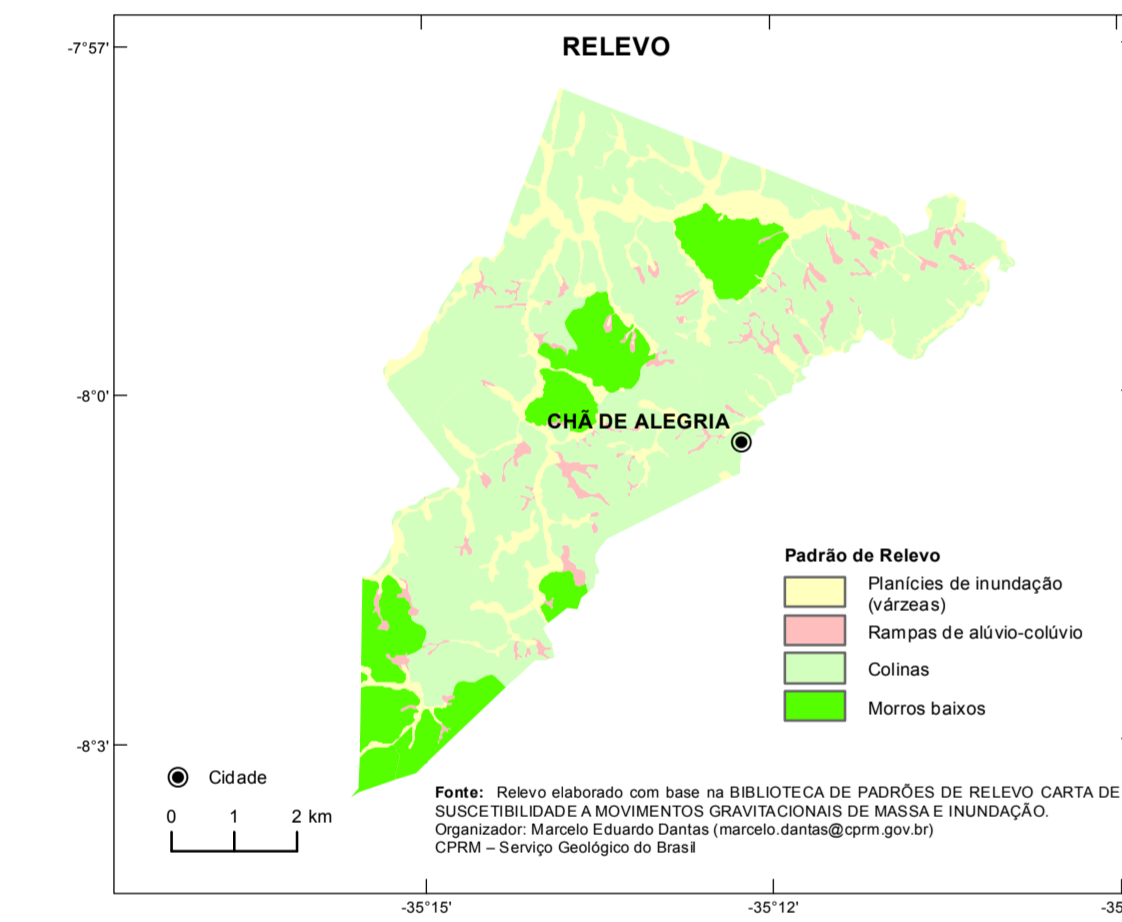 RELEVO
-7°57'
-8°0'
CHÃ DE ALEGRIA
Padrão de Relevo
Planícies de inundação
(várzeas)
Rampas de alúvio-colúvio
Colinas
Morros baixos
-8°3'
Cidade
0 1 2 km
Fonte: Relevo elaborado com base na BIBLIOTECA DE PADRÕES DE RELEVO CARTA DE
SUSCETIBILIDADE A MOVIMENTOS GRAVITACIONAIS DE MASSA E INUNDAÇÃO.
Organizador: Marcelo Eduardo Dantas (marcelo.dantas@cprm.gov.br)
CPRM – Serviço Geológico do Brasil
-35°15' -35°12'